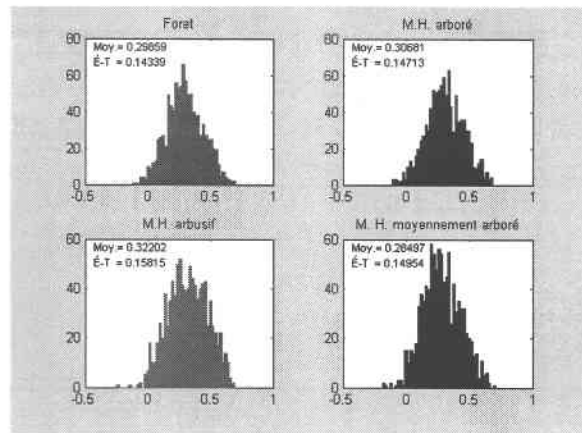 Foret
80
Moy.= 0.29859
É-T = 0.14339
60
40
20
0
-0.5
0
0.5
1
M.H. arboré
80
Moy.= 0.30681
É-T = 0.14713
60
40
20
0
-0.5
0
0.5
1
M.H. arbusif
60
Moy.= 0.32202
É-T = 0.15815
40
20
0
-0.5
0
0.5
1
M. H. moyennement arboré
60
Moy.= 0.28497
É-T = 0.14954
40
20
0
-0.5
0
0.5
1